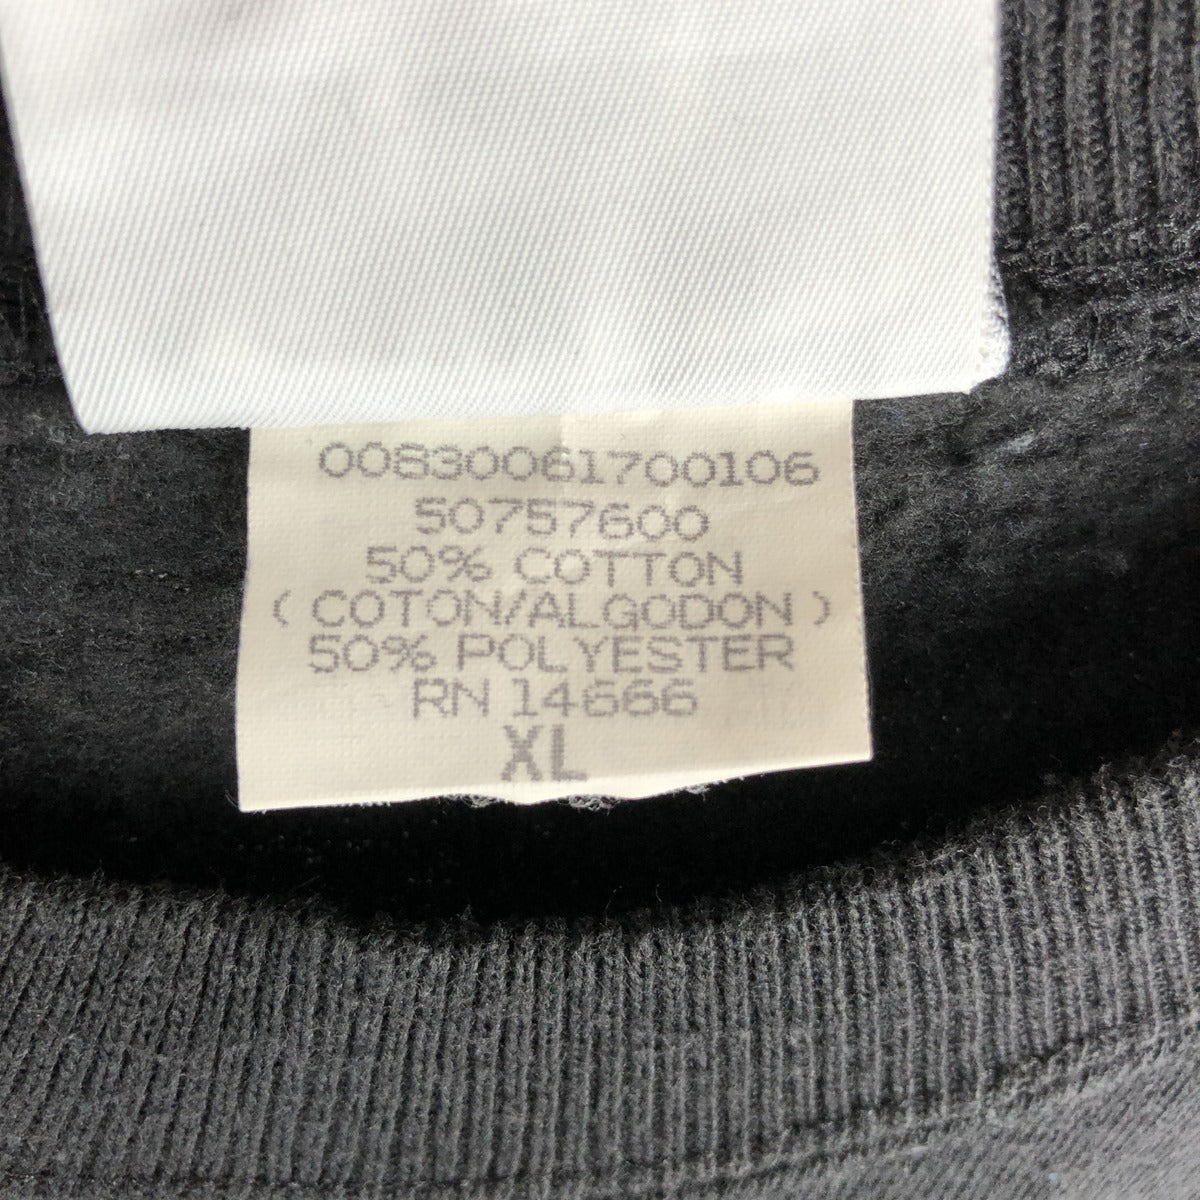 00830061700106
50757600
50% COTTON
( COTON/ALGODON )
50% POLYESTER
RN 14666
XL